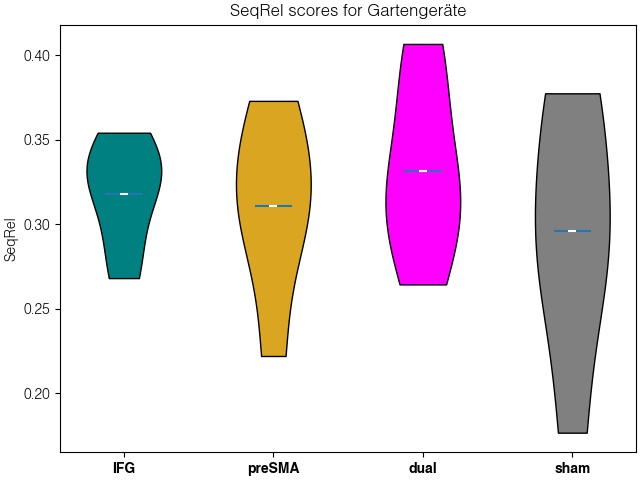 SeqRel scores for Gartengeräte
0.40
0.35
0.30
0.25
0.20
SeqRel
IFG
preSMA
dual
sham